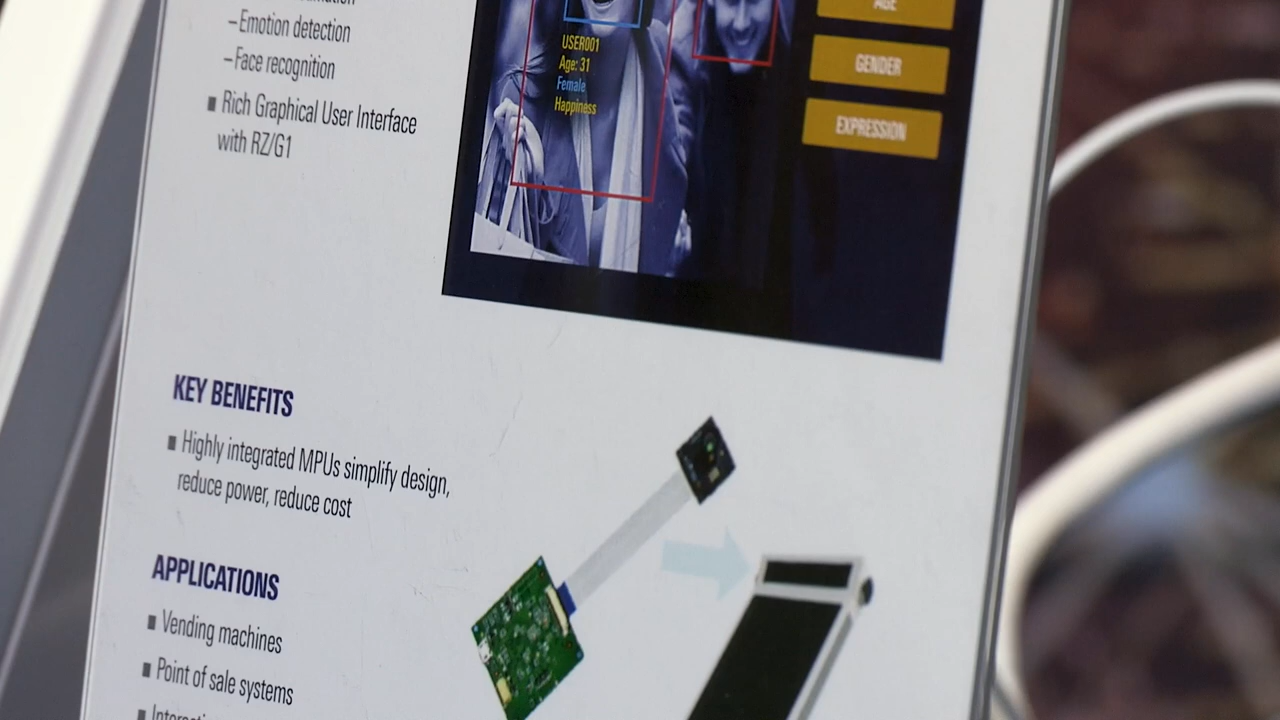 –Emotion detection
–Face recognition
■ Rich Graphical User Interface
with RZ/G1
USER001
Age: 31
Female
Happiness
AGE
GENDER
EXPRESSION
KEY BENEFITS
■ Highly integrated MPUs simplify design,
reduce power, reduce cost
APPLICATIONS
■ Vending machines
■ Point of sale systems